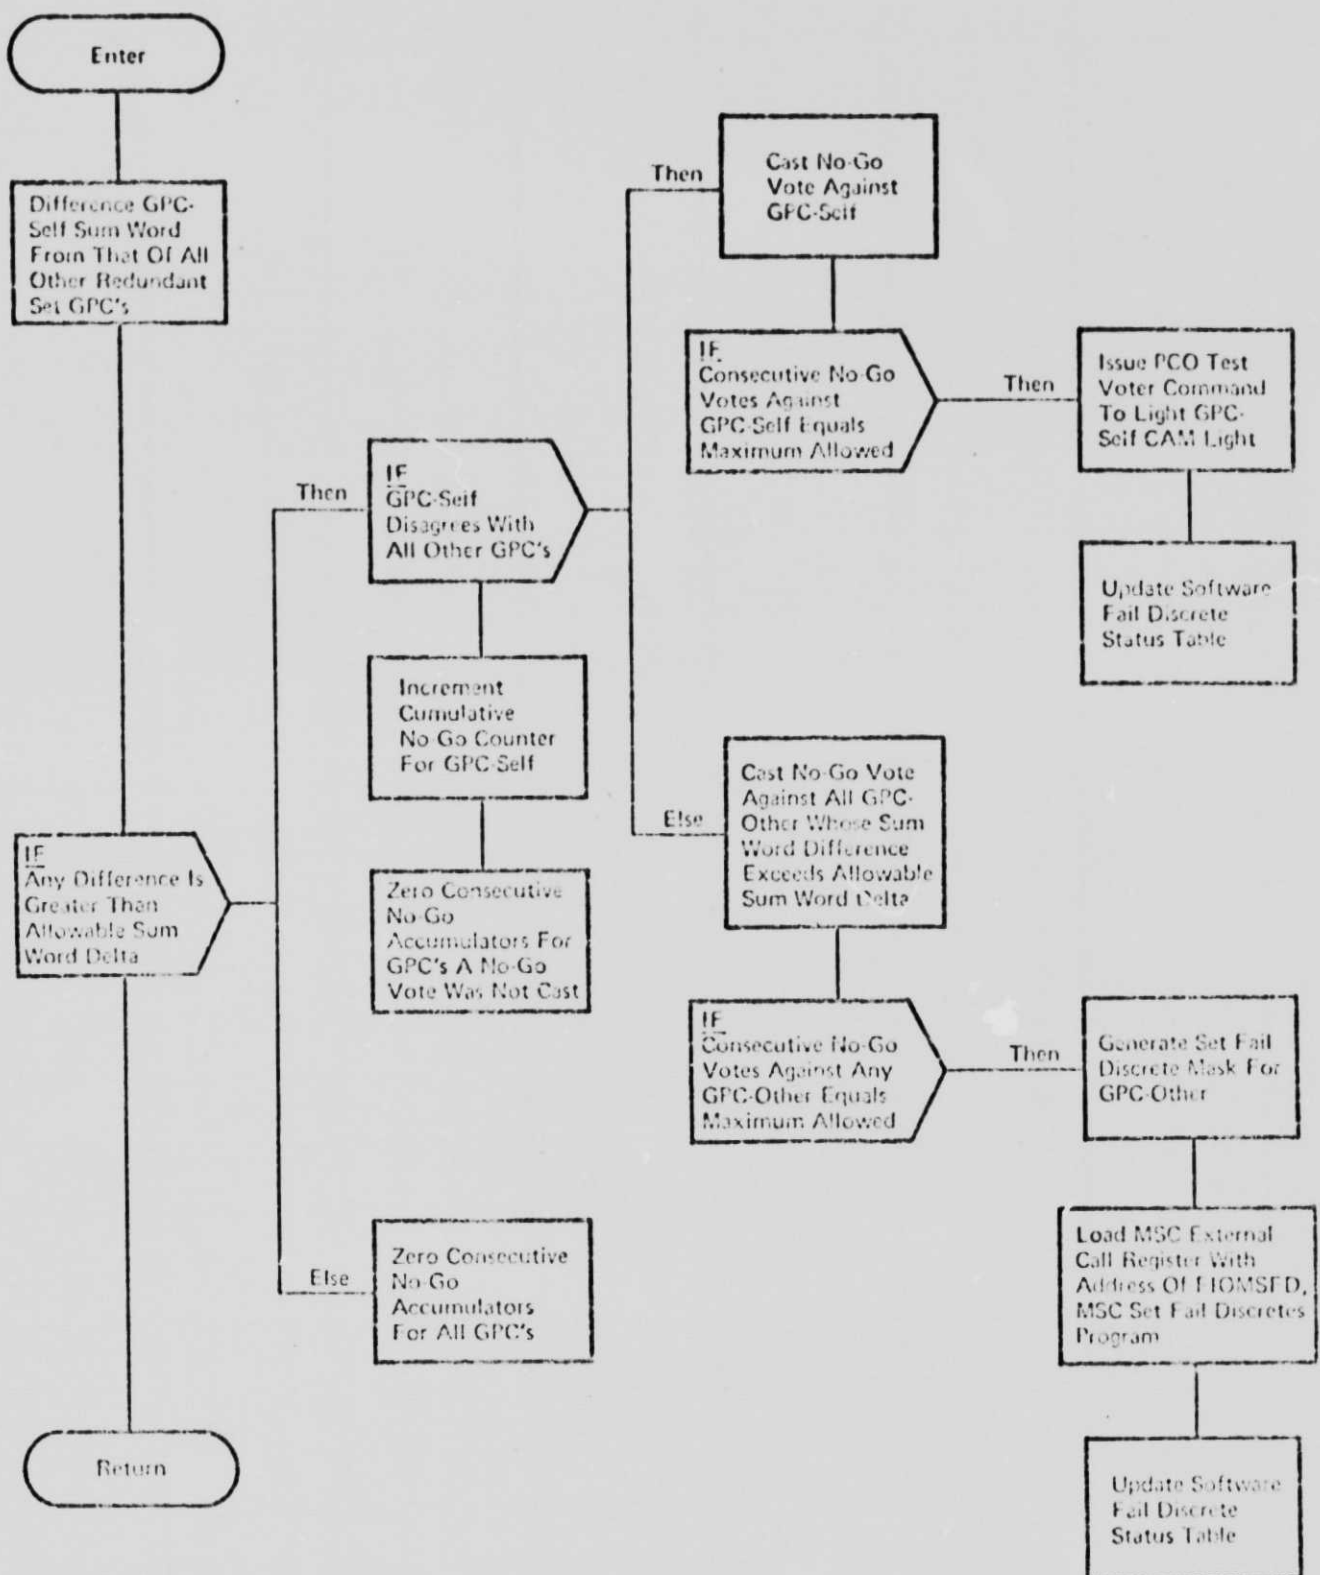 Enter
Difference GPC-
Self Sum Word
From That Of All
Other Redundant
Set GPC's
IF
Any Difference Is
Greater Than
Allowable Sum
Word Delta
Return
Then
IF
GPC-Self
Disagrees With
All Other GPC's
Increment
Cumulative
No Go Counter
For GPC-Self
Zero Consecutive
No-Go
Accumulators For
GPC's A No-Go
Vote Was Not Cast
Else
Zero Consecutive
No-Go
Accumulators
For All GPC's
Then
Cast No-Go
Vote Against
GPC-Self
IF
Consecutive No-Go
Votes Against
GPC-Self Equals
Maximum Allowed
Then
Issue PCO Test
Voter Command
To Light GPC-
Self CAM Light
Update Software
Fail Discrete
Status Table
Else
Cast No-Go Vote
Against All GPC-
Other Whose Sum
Word Difference
Exceeds Allowable
Sum Word Delta
IF
Consecutive No-Go
Votes Against Any
GPC-Other Equals
Maximum Allowed
Then
Generate Set Fail
Discrete Mask For
GPC-Other
Load MSC External
Call Register With
Address Of FIOMSFD,
MSC Set Fail Discretes
Program
Update Software
Fail Discrete
Status Table